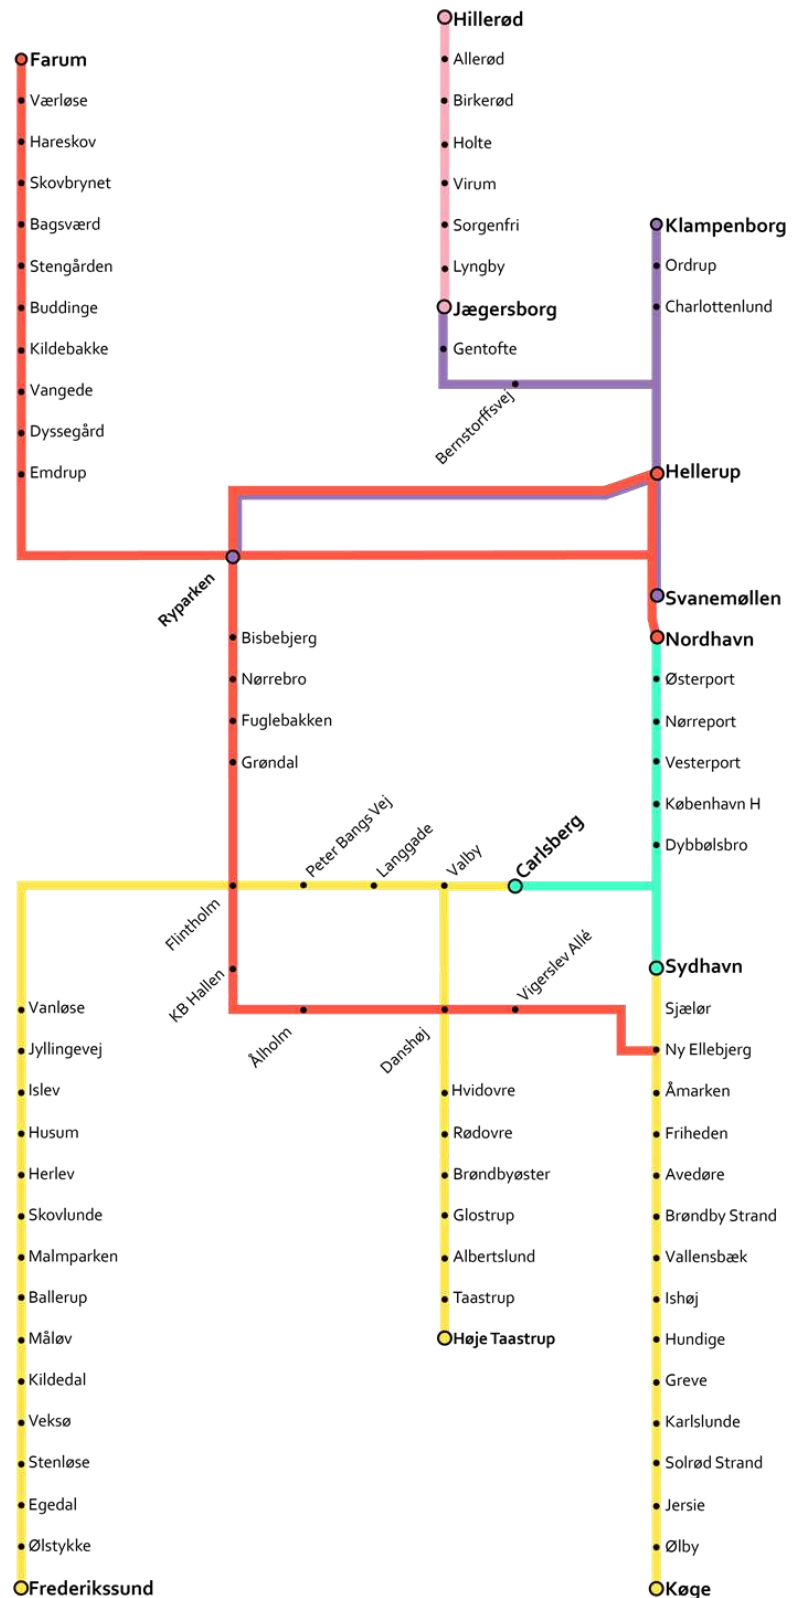 Hillerød
Allerød
Birkerød
Holte
Virum
Sorgenfri
Lyngby
Jægersborg
Gentofte
Bernstorffsvej
Farum
Værløse
Hareskov
Skovbrynet
Bagsværd
Stengården
Buddinge
Kildebakke
Vangede
Dyssegård
Emdrup
Klampenborg
Ordrup
Charlottenlund
Hellerup
Svanemøllen
Nordhavn
Østerport
Nørreport
Vesterport
København H
Dybbølsbro
Sydhavn
Sjælør
Ny Ellebjerg
Åmarken
Friheden
Avedøre
Brøndby Strand
Vallensbæk
Ishøj
Hundige
Greve
Karlslunde
Solrød Strand
Jersie
Ølby
Køge
Ryparken
Bisbebjerg
Nørrebro
Fuglebakken
Grøndal
Flintholm
Peter Bangs Vej
Langgade
Valby
Carlsberg
KB Hallen
Ålholm
Danshøj
Vigerslev Allé
Hvidovre
Rødovre
Brøndbyøster
Glostrup
Albertslund
Taastrup
Høje Taastrup
Vanløse
Jyllingevej
Islev
Husum
Herlev
Skovlunde
Malmparken
Ballerup
Måløv
Kildedal
Veksø
Stenløse
Egedal
Ølstykke
Frederikssund